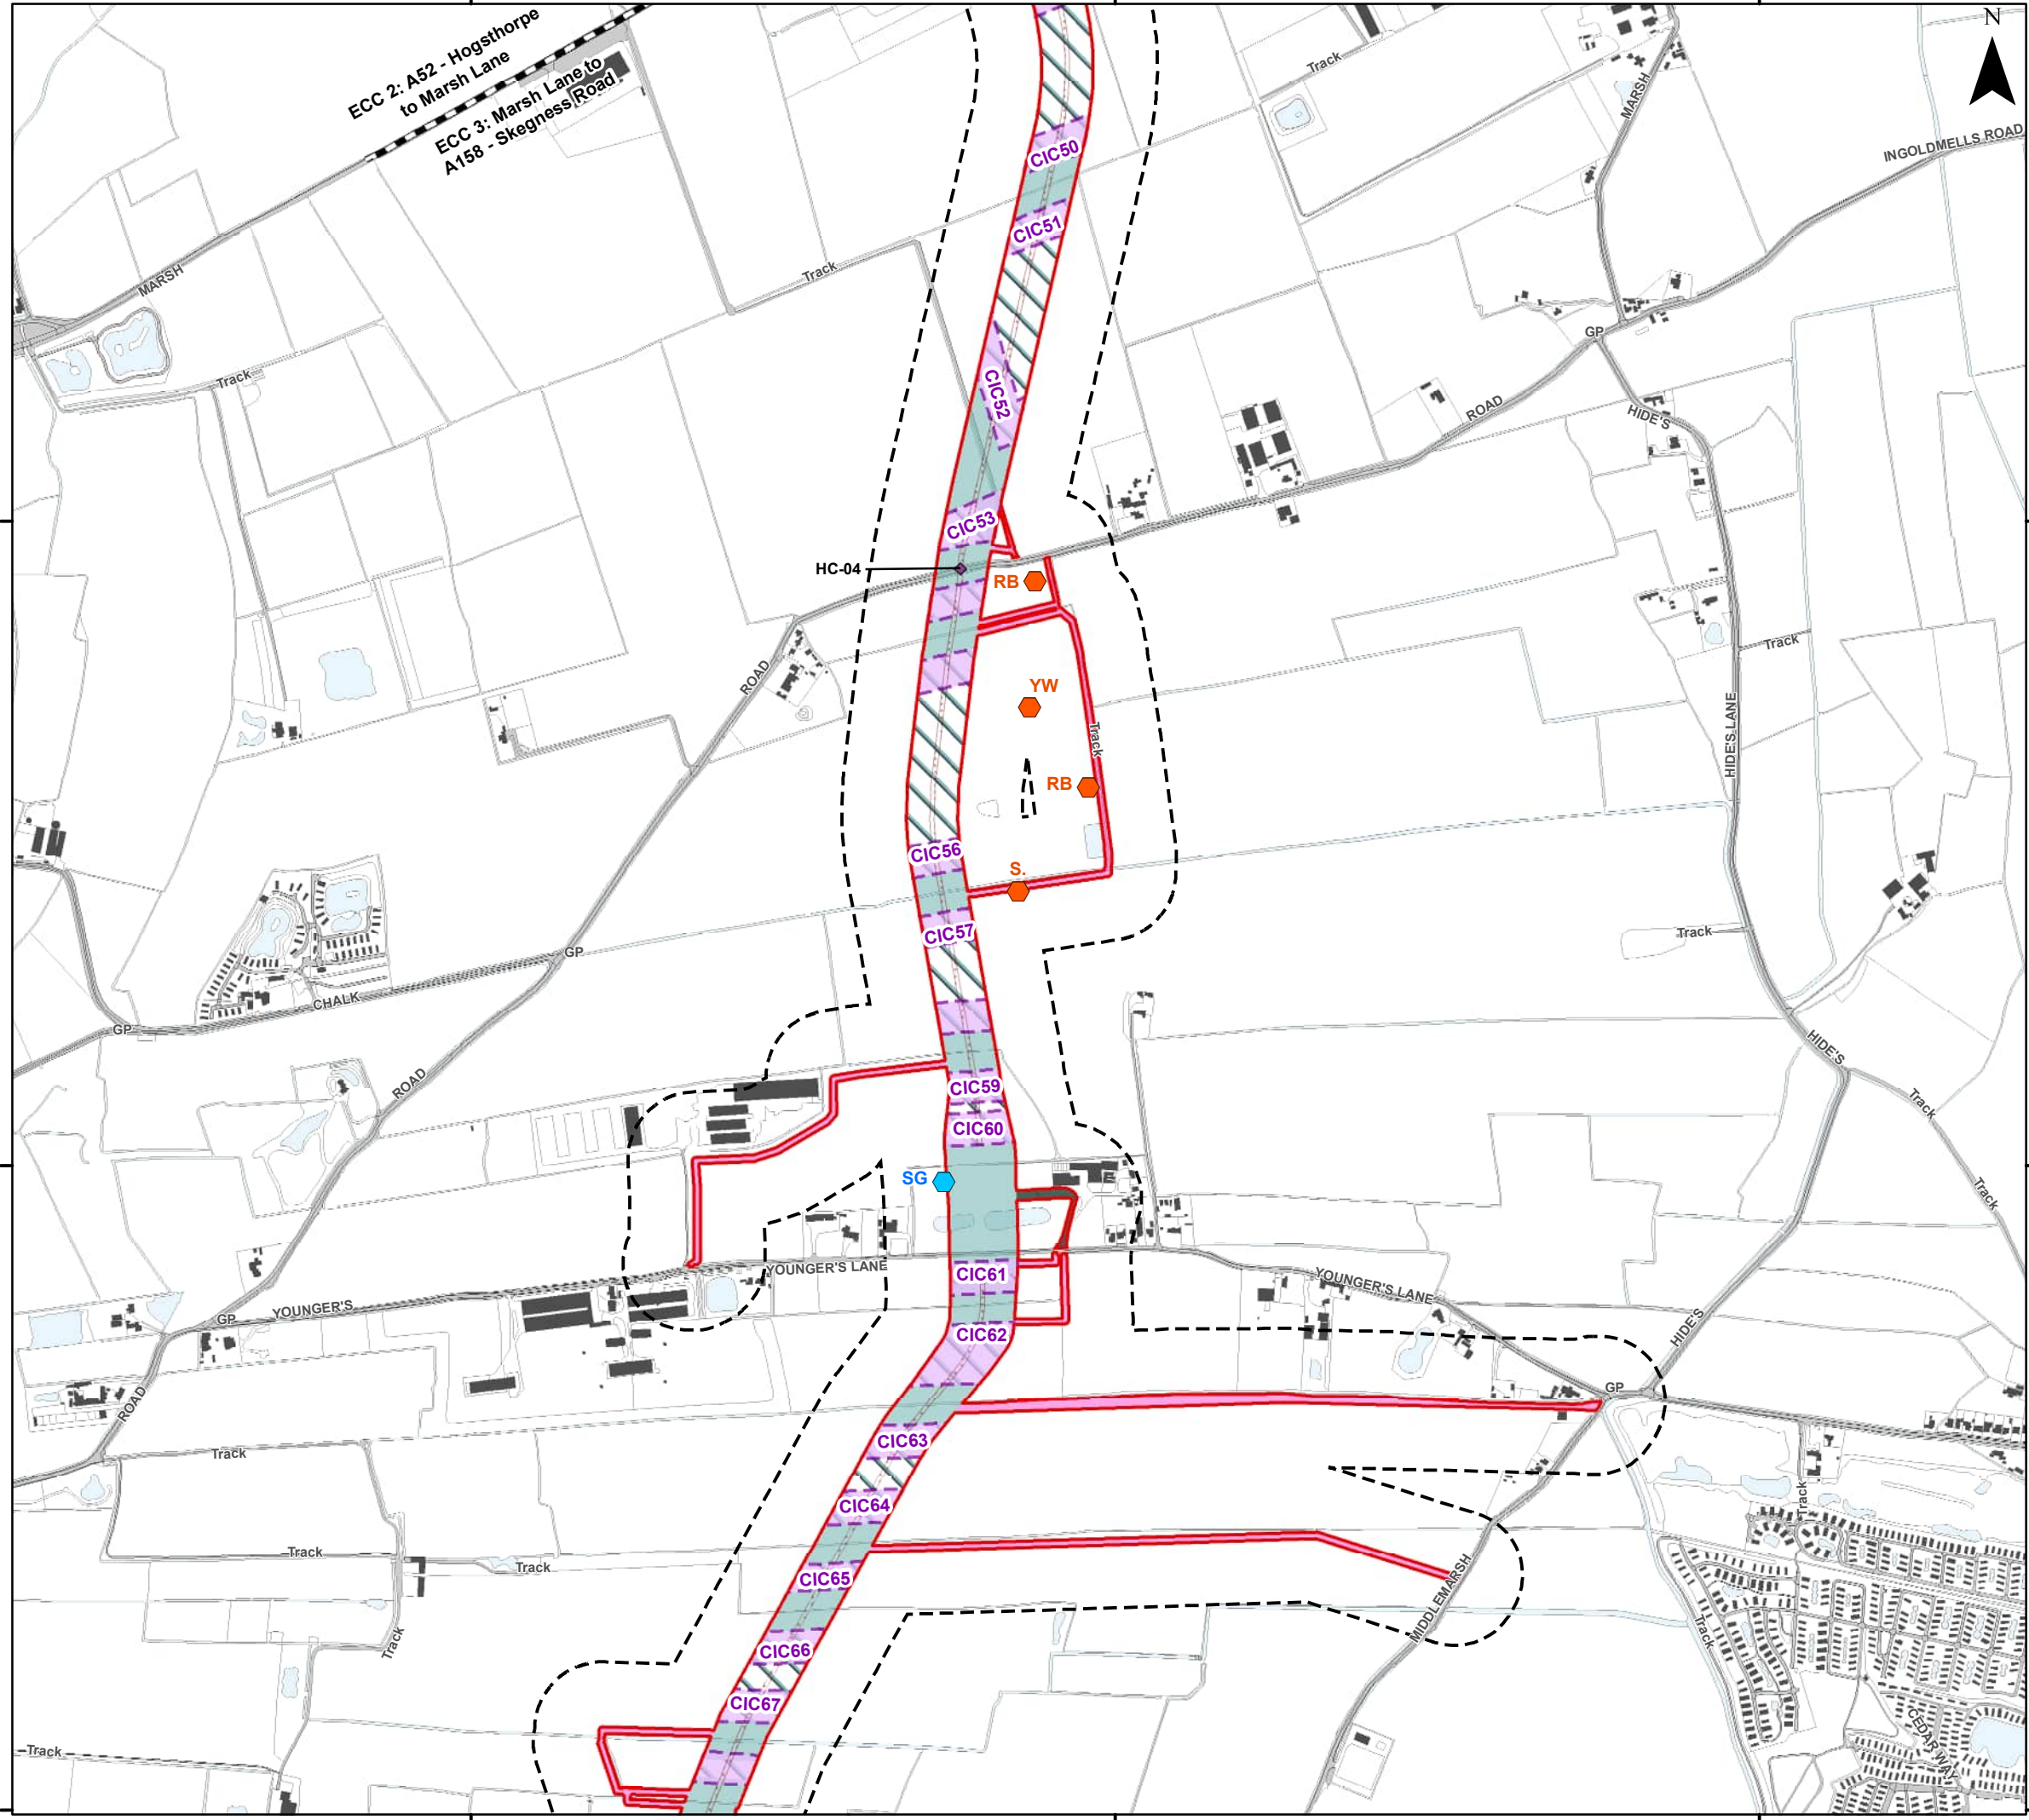 N
ECC 2: A52 - Hogsthorpe
to Marsh Lane
ECC 3: Marsh Lane to
A158 - Skegness Road
Track
MARSH
INGOLDMELLS ROAD
CIC50
CIC51
MARSH
Track
GP
Track
CIC52
ROAD
HIDE'S
CIC53
HC-04
RB
Track
ROAD
YW
HIDE'S LANE
Track
RB
CIC56
S.
CIC57
Track
GP
CHALK
GP
HIDE'S
ROAD
CIC59
Track
CIC60
SG
Track
YOUNGER'S LANE
CIC61
YOUNGER'S LANE
YOUNGER'S
GP
CIC62
HIDE'S
GP
ROAD
CIC63
Track
CIC64
Track
Track
Track
CIC65
MIDDLEMARSH
Track
Track
CIC66
CIC67
CEDAR WAY
Track